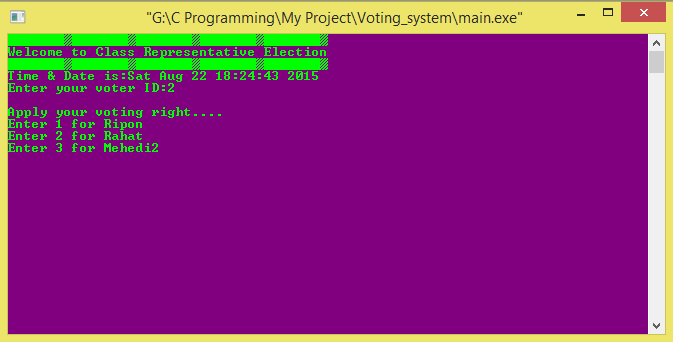 "G:\C Programming\My Project\Voting_system\main.exe"
Welcome to Class Representative Election
Time & Date is:Sat Aug 22 18:24:43 2015
Enter your voter ID:2
Apply your voting right....
Enter 1 for Ripon
Enter 2 for Rahat
Enter 3 for Mehedi2